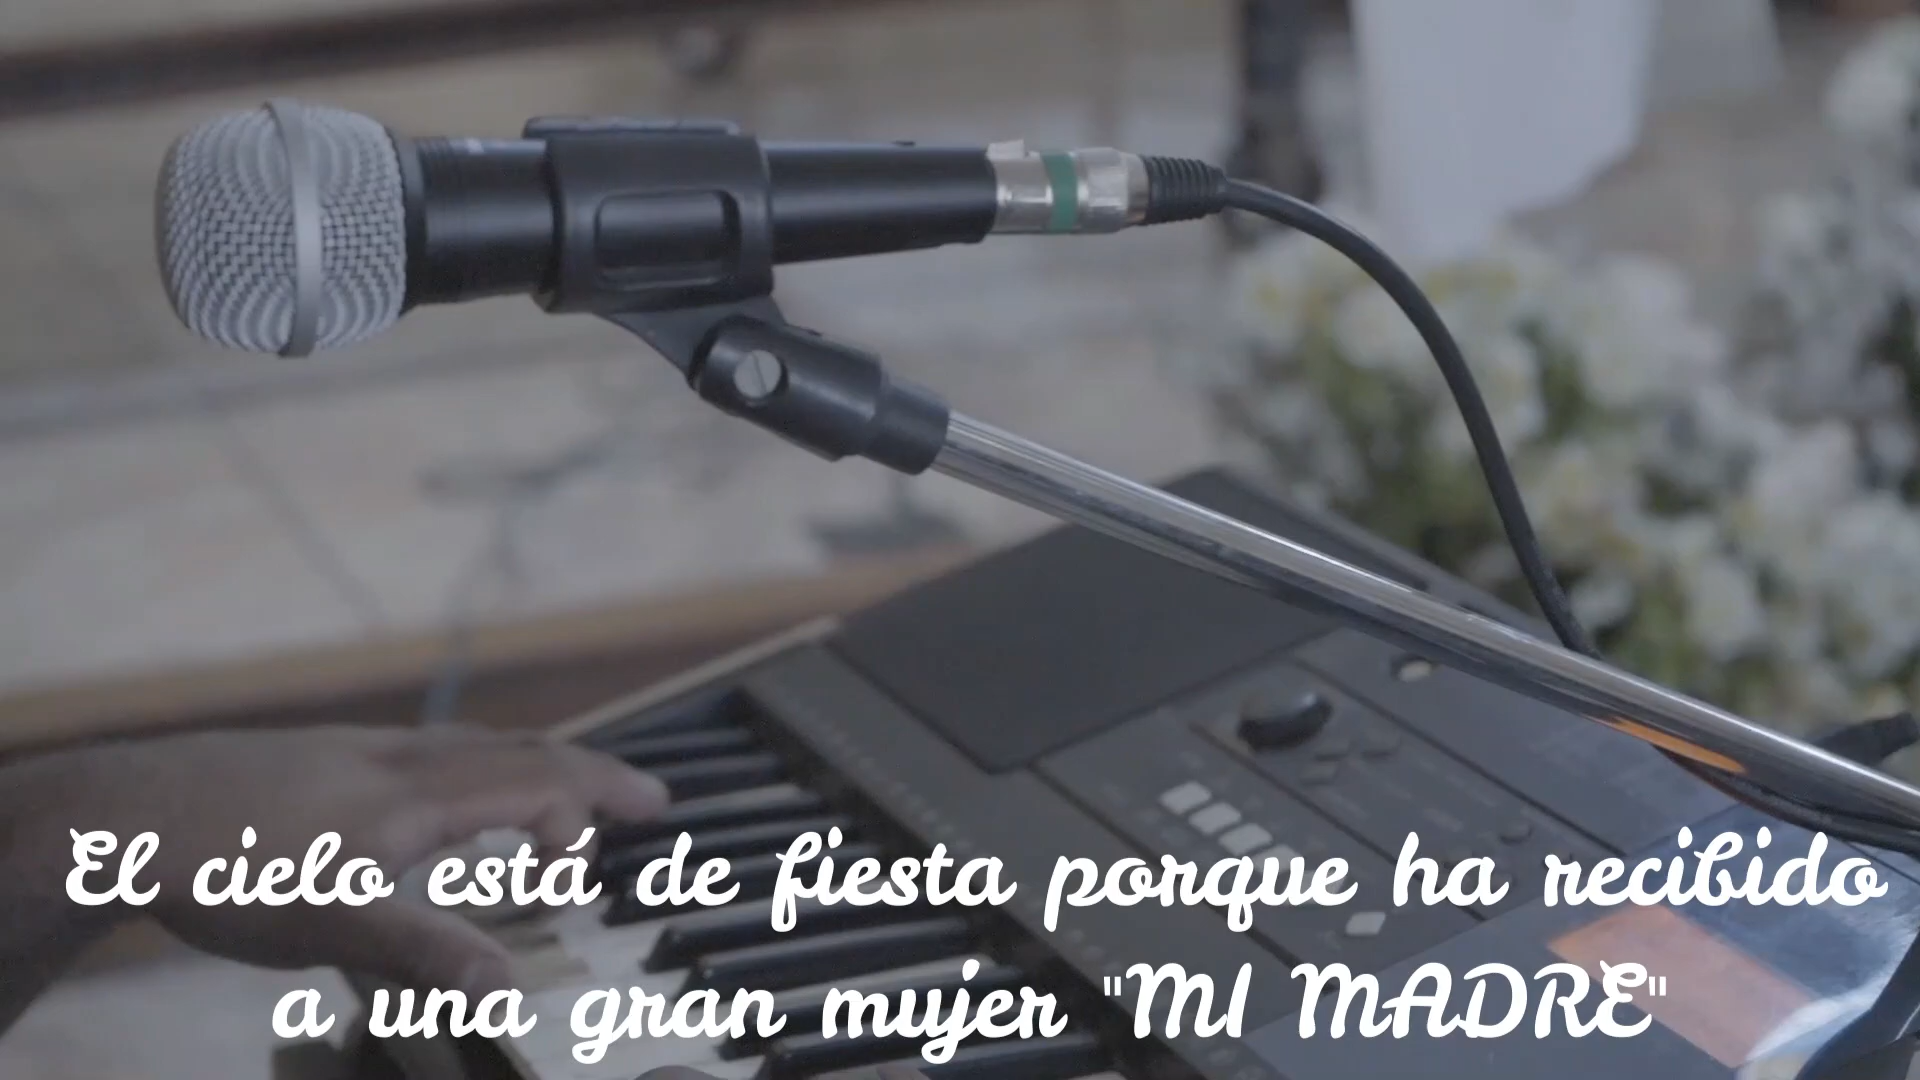 El cielo está de fiesta porque ha recibido
a una gran mujer "MI MADRE"